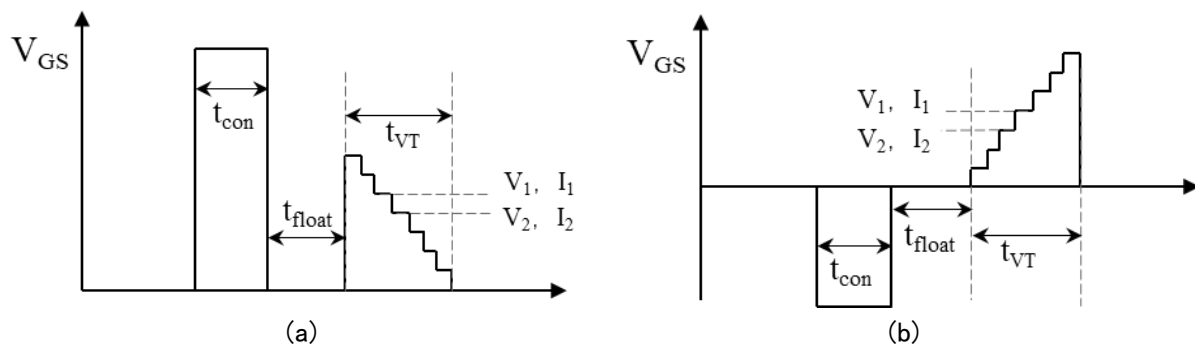 V_GS
t_con
t_VT
V_1, I_1
V_2, I_2
t_float
(a)
V_GS
V_1, I_1
V_2, I_2
t_float
t_con
t_VT
(b)